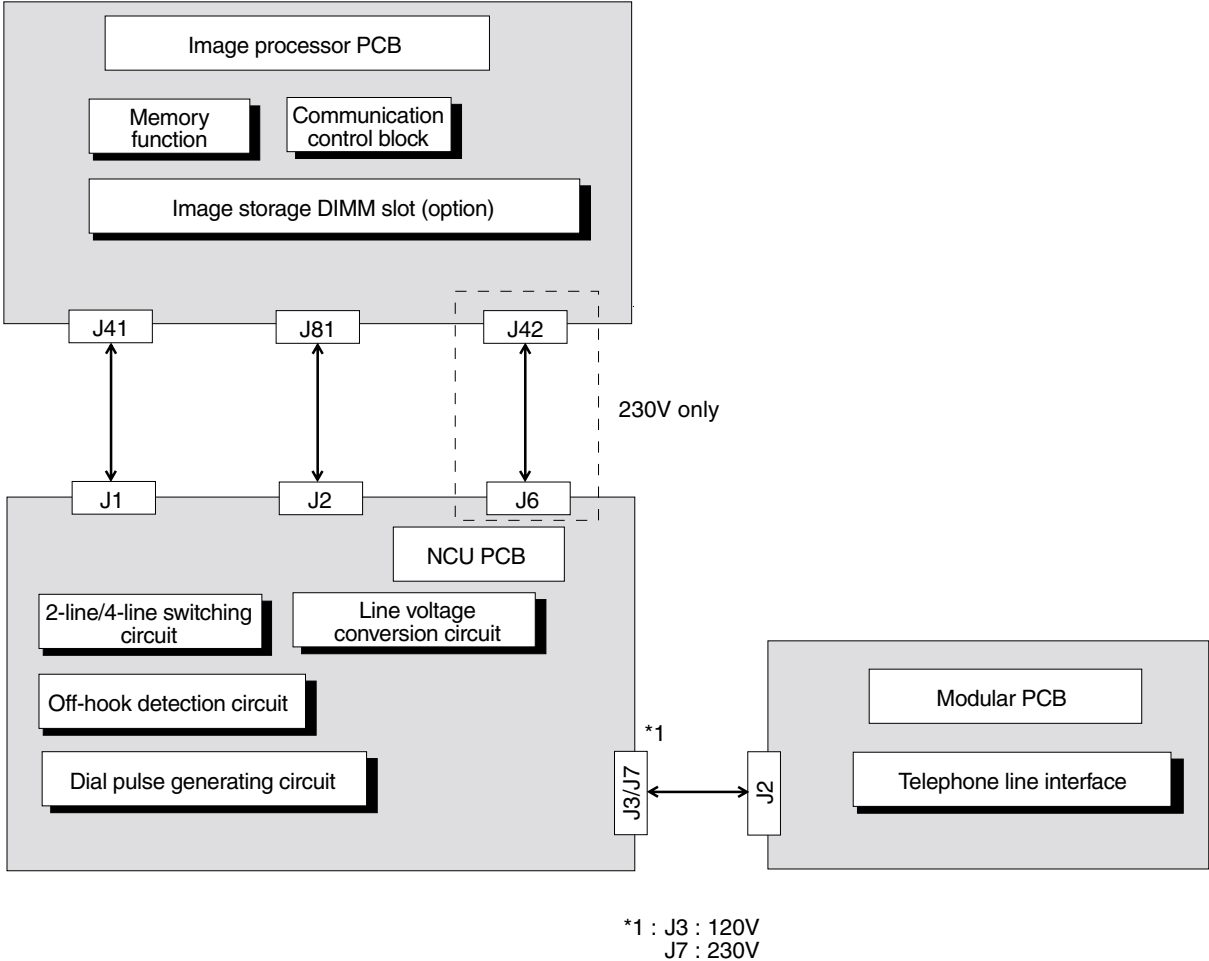 Image processor PCB
Memory
function
Communication
control block
Image storage DIMM slot (option)
J41
J81
J42
230V only
J1
J2
J6
NCU PCB
2-line/4-line switching
circuit
Line voltage
conversion circuit
Off-hook detection circuit
Dial pulse generating circuit
*1
J3/J7
J2
Modular PCB
Telephone line interface
*1 : J3 : 120V
J7 : 230V